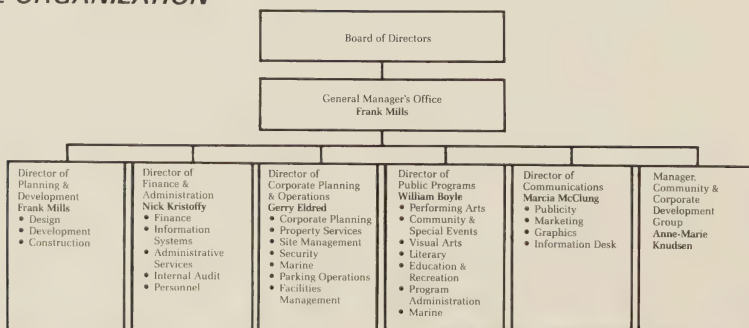 ORGANIZATION
Board of Directors
General Manager's Office
Frank Mills
Director of
Planning &
Development
Frank Mills
• Design
• Development
• Construction
Director of
Finance &
Administration
Nick Kristoffy
• Finance
• Information
Systems
• Administrative
Services
• Internal Audit
• Personnel
Director of
Corporate Planning
& Operations
Gerry Eldred
• Corporate Planning
• Property Services
• Site Management
• Security
• Marine
• Parking Operations
• Facilities
Management
Director of
Public Programs
William Boyle
• Performing Arts
• Community &
Special Events
• Visual Arts
• Literary
• Education &
Recreation
• Program
Administration
• Marine
Director of
Communications
Marcia McClung
• Publicity
• Marketing
• Graphics
• Information Desk
Manager,
Community &
Corporate
Development
Group
Anne-Marie
Knudsen